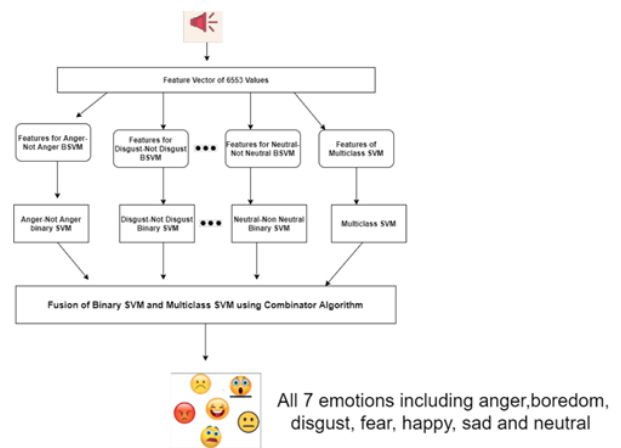 Feature Vector of 6553 Values
Features for Anger-
Not Anger BSVM
Features for
Disgust-Not Disgust
BSVM
Features for Neutral-
Not Neutral BSVM
Features of
Multiclass SVM
Anger-Not Anger
binary SVM
Disgust-Not Disgust
Binary SVM
Neutral-Non Neutral
Binary SVM
Multiclass SVM
Fusion of Binary SVM and Multiclass SVM using Combinator Algorithm
All 7 emotions including anger,boredom,
disgust, fear, happy, sad and neutral